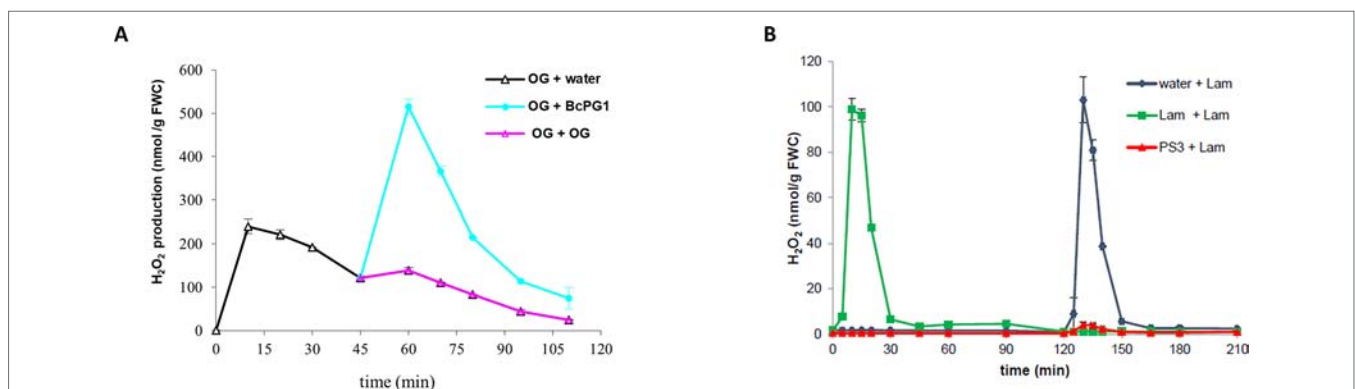 A
H₂O₂ production (nmol/g FWC)
600
500
400
300
200
100
0
OG + water
OG + BcPG1
OG + OG
0 15 30 45 60 75 90 105 120
time (min)
B
H₂O₂ (nmol/g FWC)
120
100
80
60
40
20
0
water + Lam
Lam + Lam
PS3 + Lam
0 30 60 90 120 150 180 210
time (min)